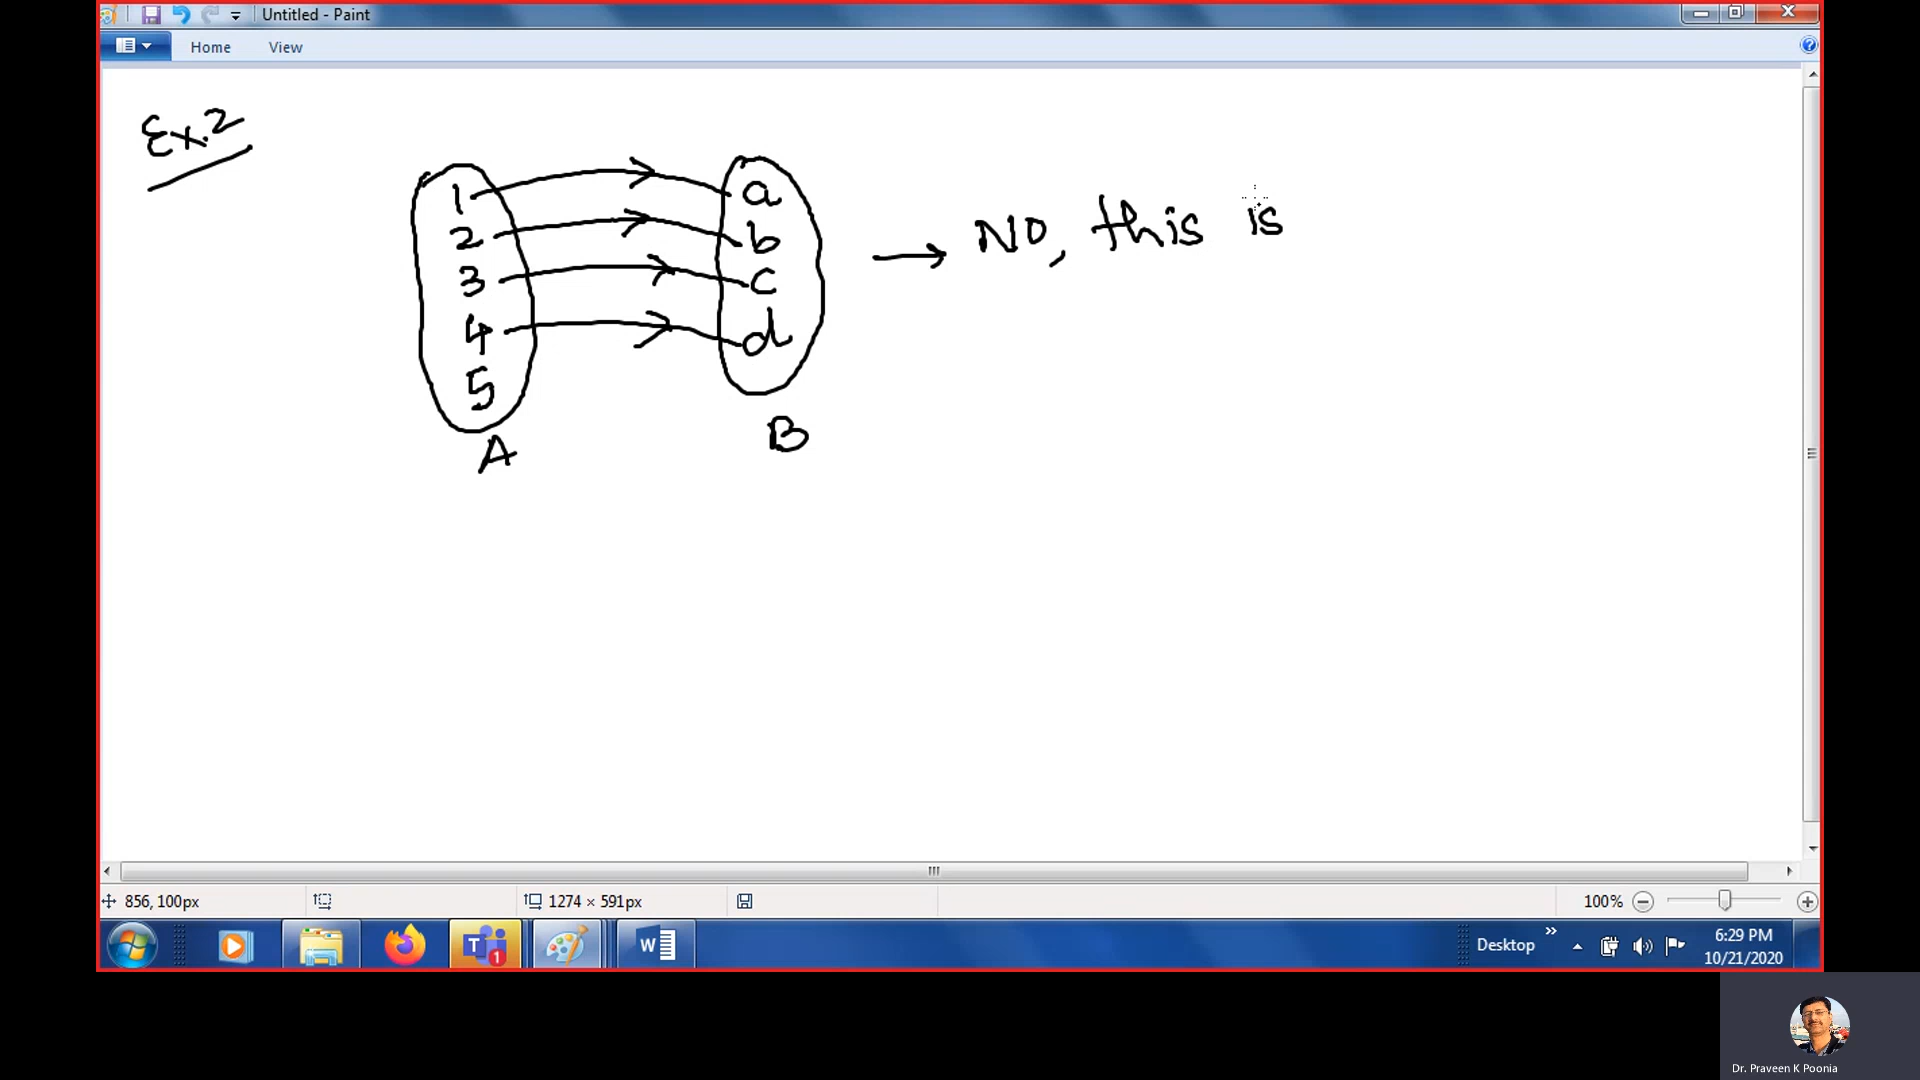 Untitled - Paint
Home View
Ex.2
1 a
2 b
3 c
4 d
5
A B
→ NO, this is
856, 100px
1274 × 591px
100%
Desktop
6:29 PM
10/21/2020
T 1
W
Dr. Praveen K Poonia